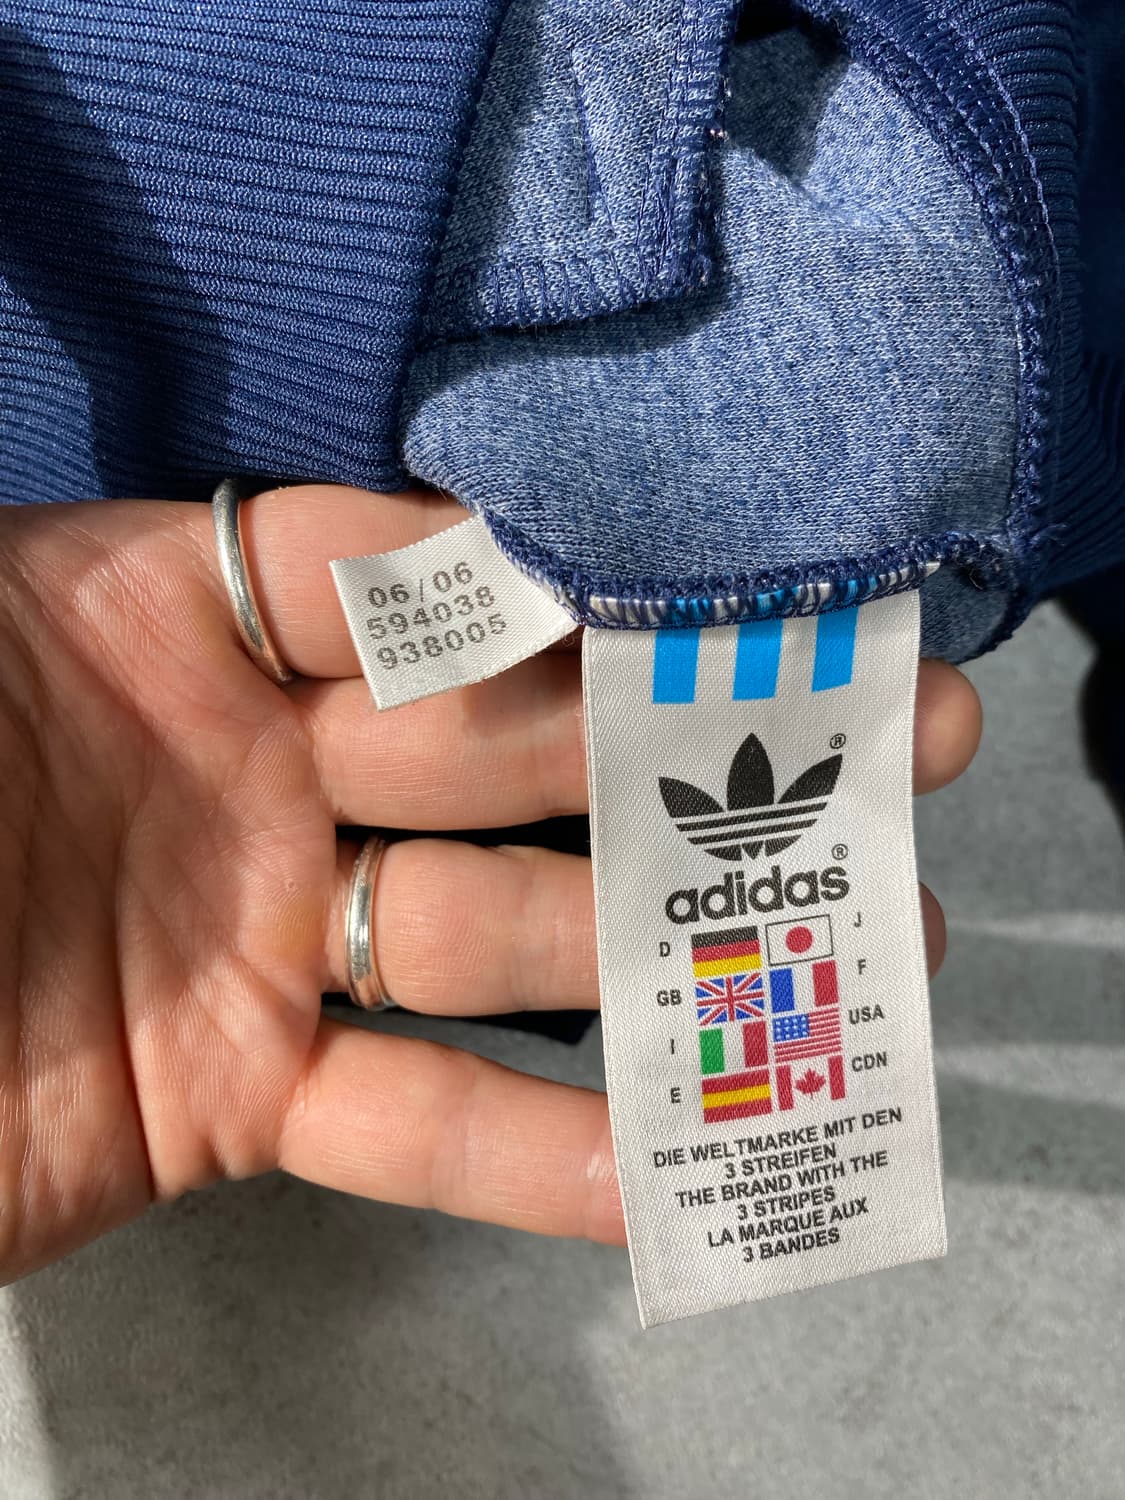 06/06
594038
938005
®
®
adidas
D
J
GB
F
I
USA
E
CDN
DIE WELTMARKE MIT DEN
3 STREIFEN
THE BRAND WITH THE
3 STRIPES
LA MARQUE AUX
3 BANDES